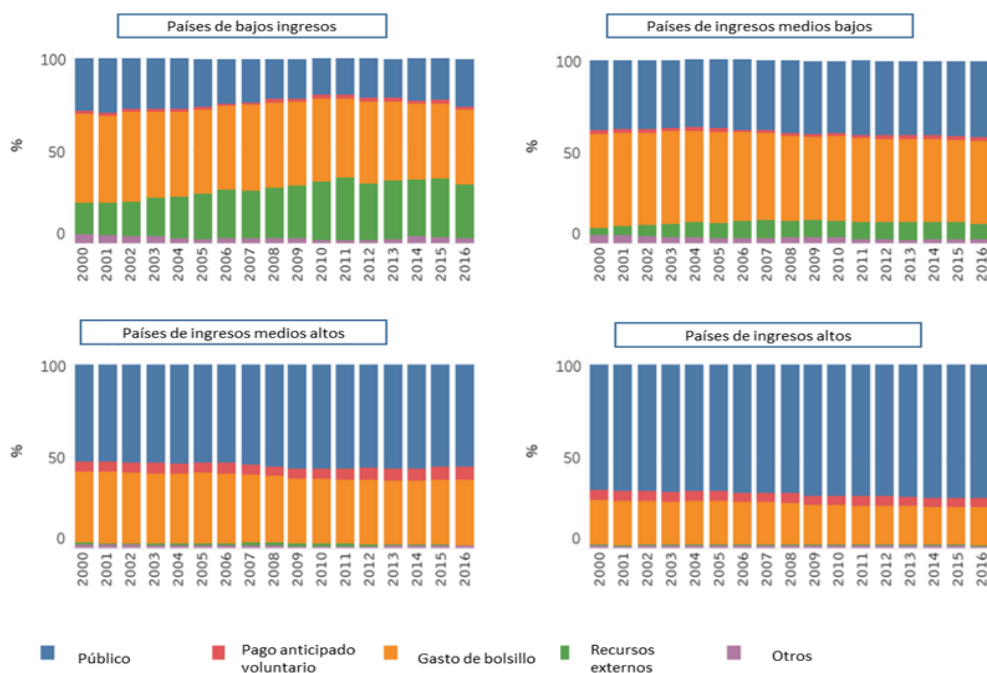 Países de bajos ingresos
Países de ingresos medios bajos
100
50
0
%
2000 2001 2002 2003 2004 2005 2006 2007 2008 2009 2010 2011 2012 2013 2014 2015 2016
100
50
0
%
2000 2001 2002 2003 2004 2005 2006 2007 2008 2009 2010 2011 2012 2013 2014 2015 2016
Países de ingresos medios altos
Países de ingresos altos
100
50
0
%
2000 2001 2002 2003 2004 2005 2006 2007 2008 2009 2010 2011 2012 2013 2014 2015 2016
100
50
0
%
2000 2001 2002 2003 2004 2005 2006 2007 2008 2009 2010 2011 2012 2013 2014 2015 2016
Público
Pago anticipado
voluntario
Gasto de bolsillo
Recursos
externos
Otros